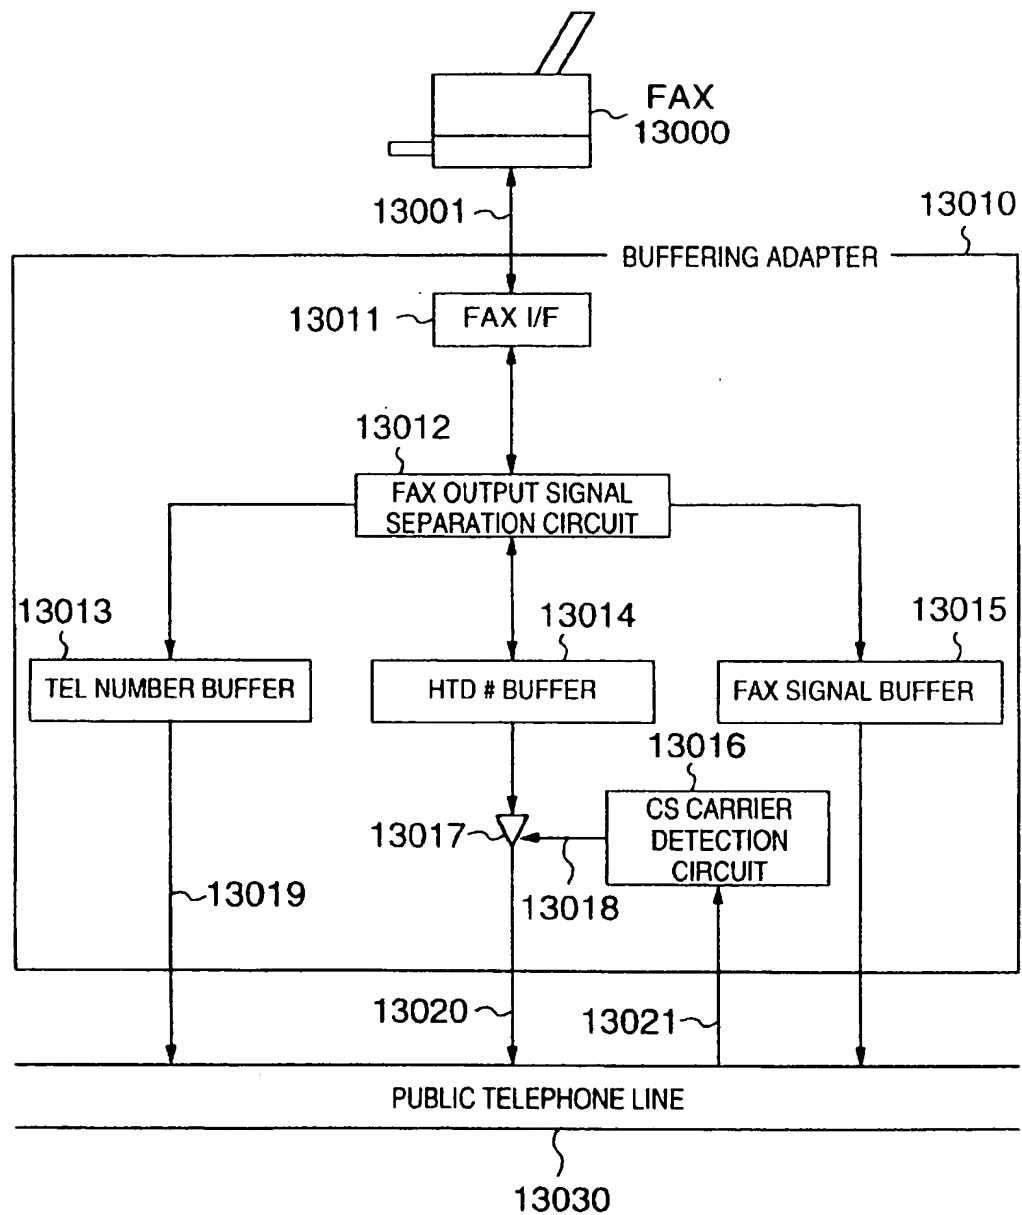 FAX
13000
13001
13010
BUFFERING ADAPTER
13011
FAX I/F
13012
FAX OUTPUT SIGNAL
SEPARATION CIRCUIT
13013
13014
13015
TEL NUMBER BUFFER
HTD # BUFFER
FAX SIGNAL BUFFER
13016
CS CARRIER
DETECTION
CIRCUIT
13017
13018
13019
13020
13021
PUBLIC TELEPHONE LINE
13030